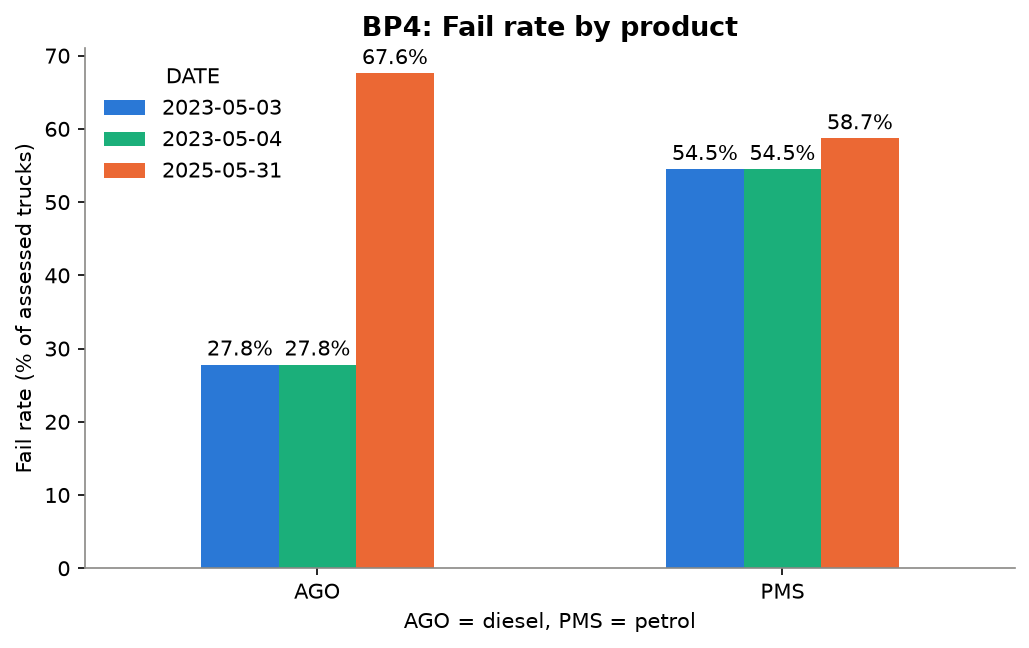 BP4: Fail rate by product
Fail rate (% of assessed trucks)
70
60
50
40
30
20
10
0
DATE
2023-05-03
2023-05-04
2025-05-31
27.8%
27.8%
67.6%
54.5%
54.5%
58.7%
AGO
PMS
AGO = diesel, PMS = petrol